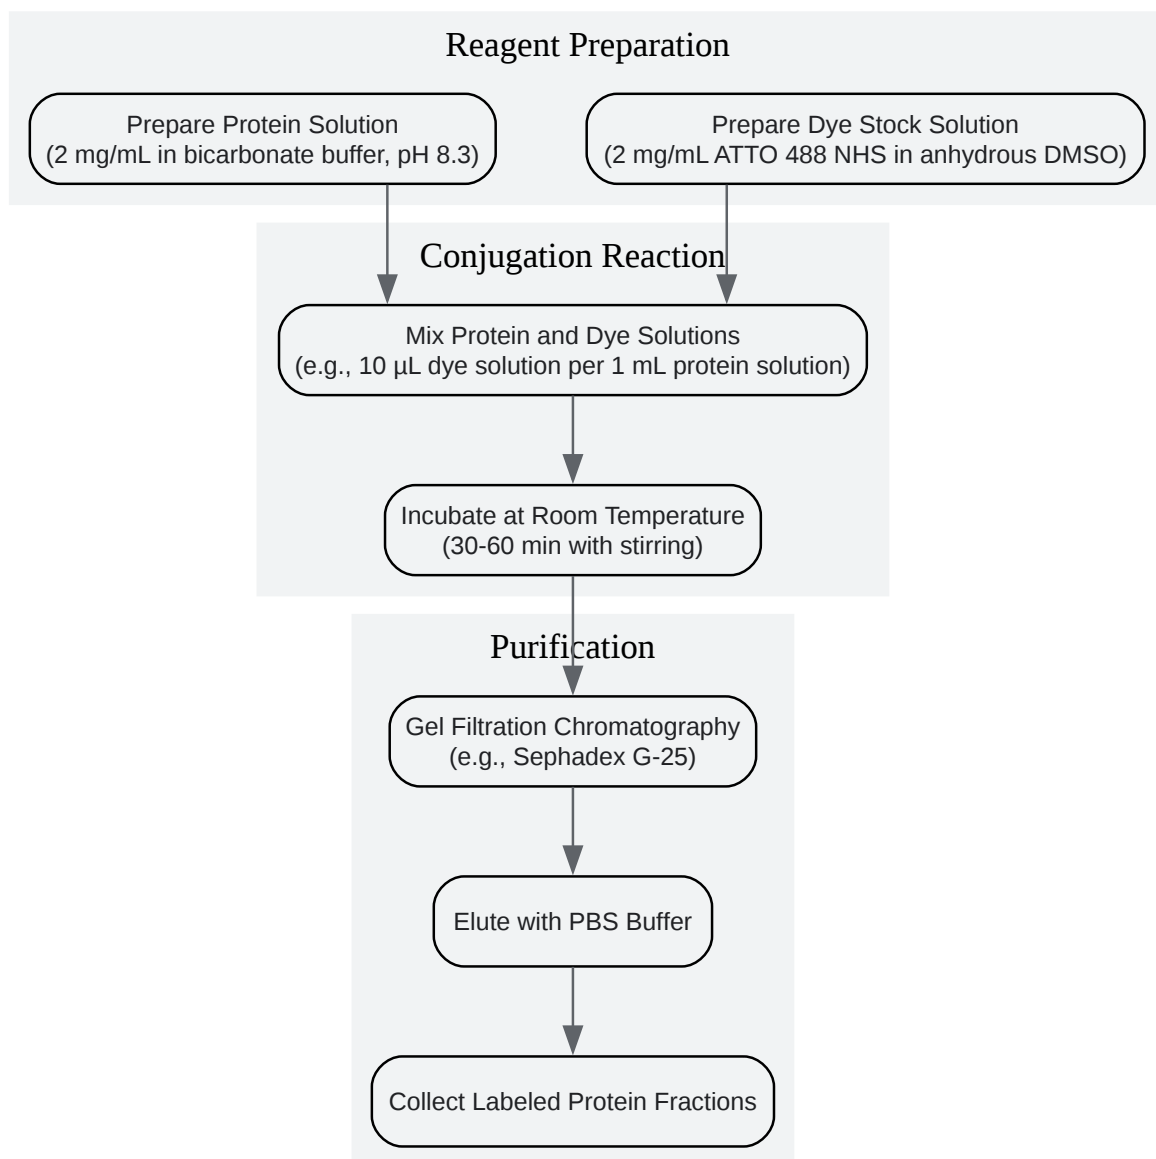 Reagent Preparation
Prepare Protein Solution
(2 mg/mL in bicarbonate buffer, pH 8.3)
Prepare Dye Stock Solution
(2 mg/mL ATTO 488 NHS in anhydrous DMSO)
Conjugation Reaction
Mix Protein and Dye Solutions
(e.g., 10 µL dye solution per 1 mL protein solution)
Incubate at Room Temperature
(30-60 min with stirring)
Purification
Gel Filtration Chromatography
(e.g., Sephadex G-25)
Elute with PBS Buffer
Collect Labeled Protein Fractions